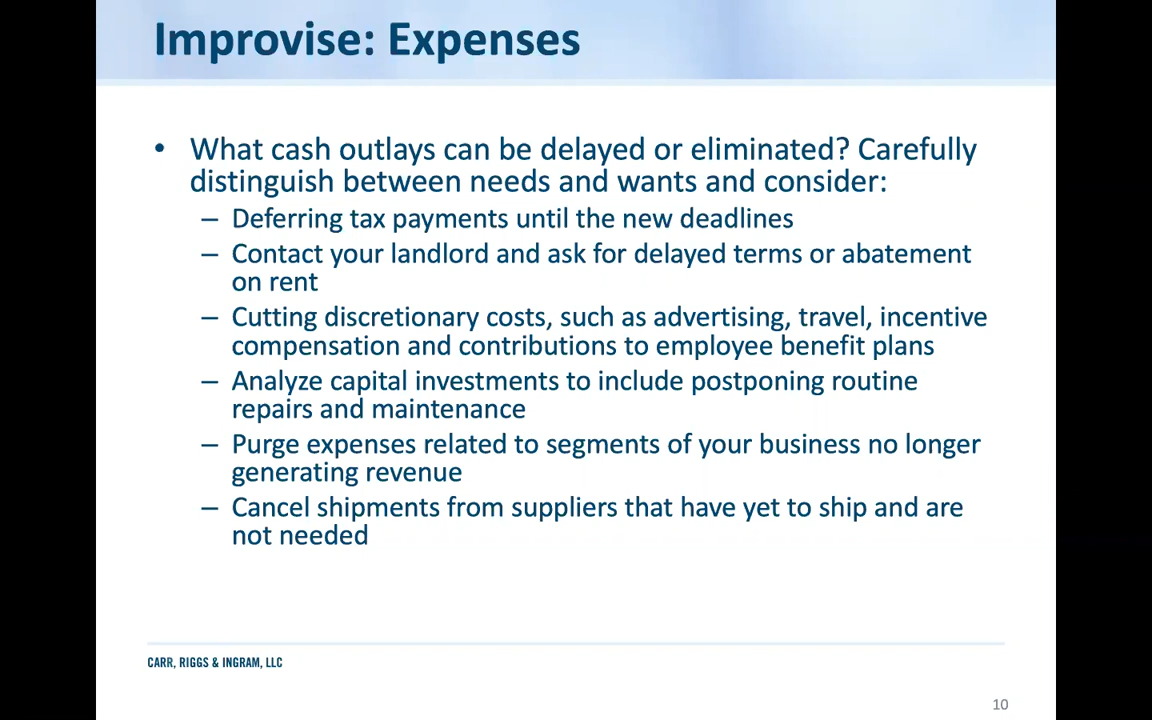 Improvise: Expenses
• What cash outlays can be delayed or eliminated? Carefully
distinguish between needs and wants and consider:
– Deferring tax payments until the new deadlines
– Contact your landlord and ask for delayed terms or abatement
on rent
– Cutting discretionary costs, such as advertising, travel, incentive
compensation and contributions to employee benefit plans
– Analyze capital investments to include postponing routine
repairs and maintenance
– Purge expenses related to segments of your business no longer
generating revenue
– Cancel shipments from suppliers that have yet to ship and are
not needed
CARR, RIGGS & INGRAM, LLC
10